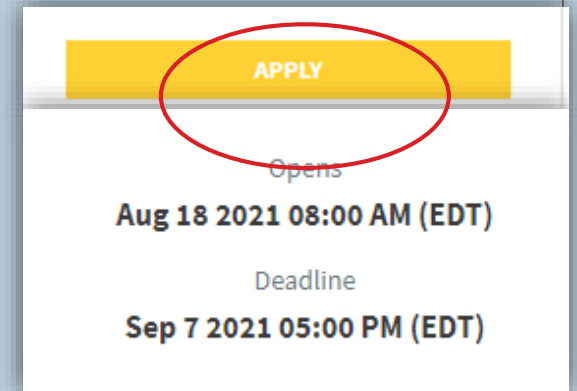 APPLY
Opens
Aug 18 2021 08:00 AM (EDT)
Deadline
Sep 7 2021 05:00 PM (EDT)